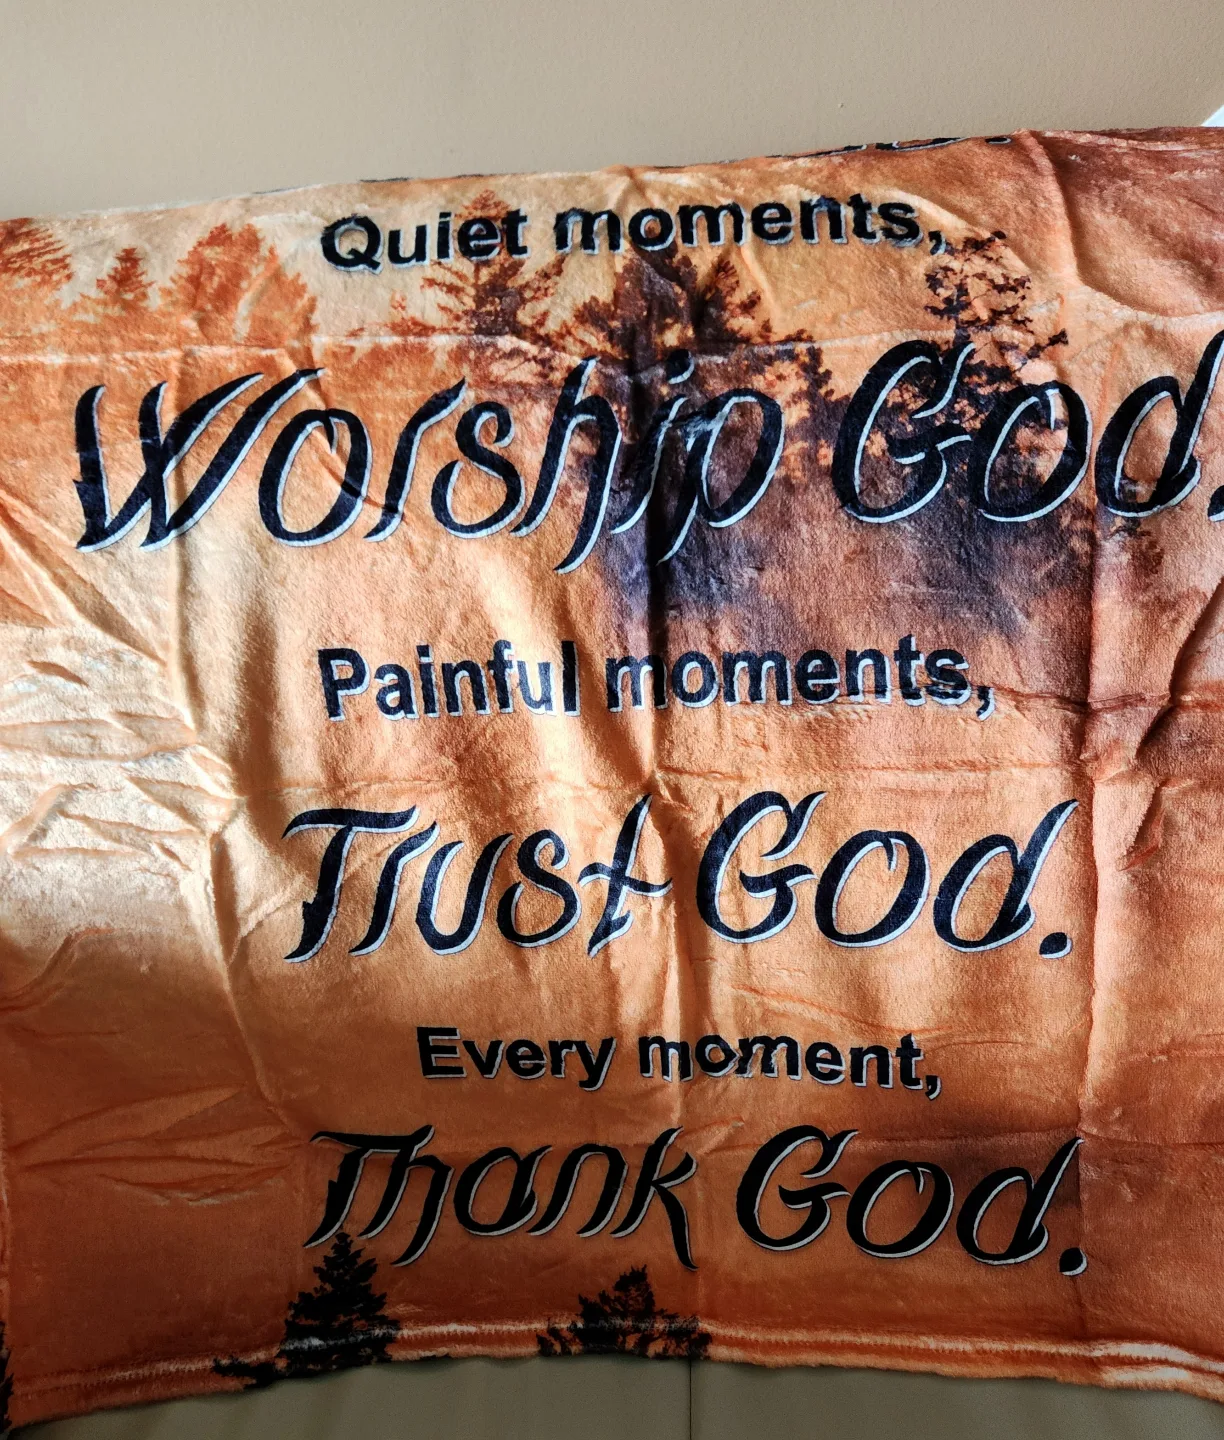 Quiet moments,
Worship God.
Painful moments,
Trust God.
Every moment,
Thank God.